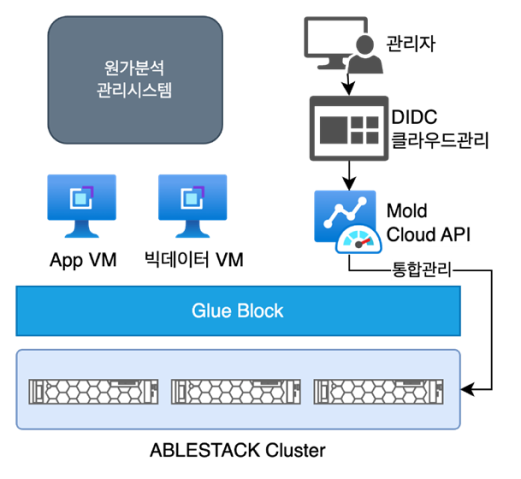 원가분석
관리시스템
관리자
DIDC
클라우드관리
Mold
Cloud API
App VM
빅데이터 VM
통합관리
Glue Block
ABLESTACK Cluster